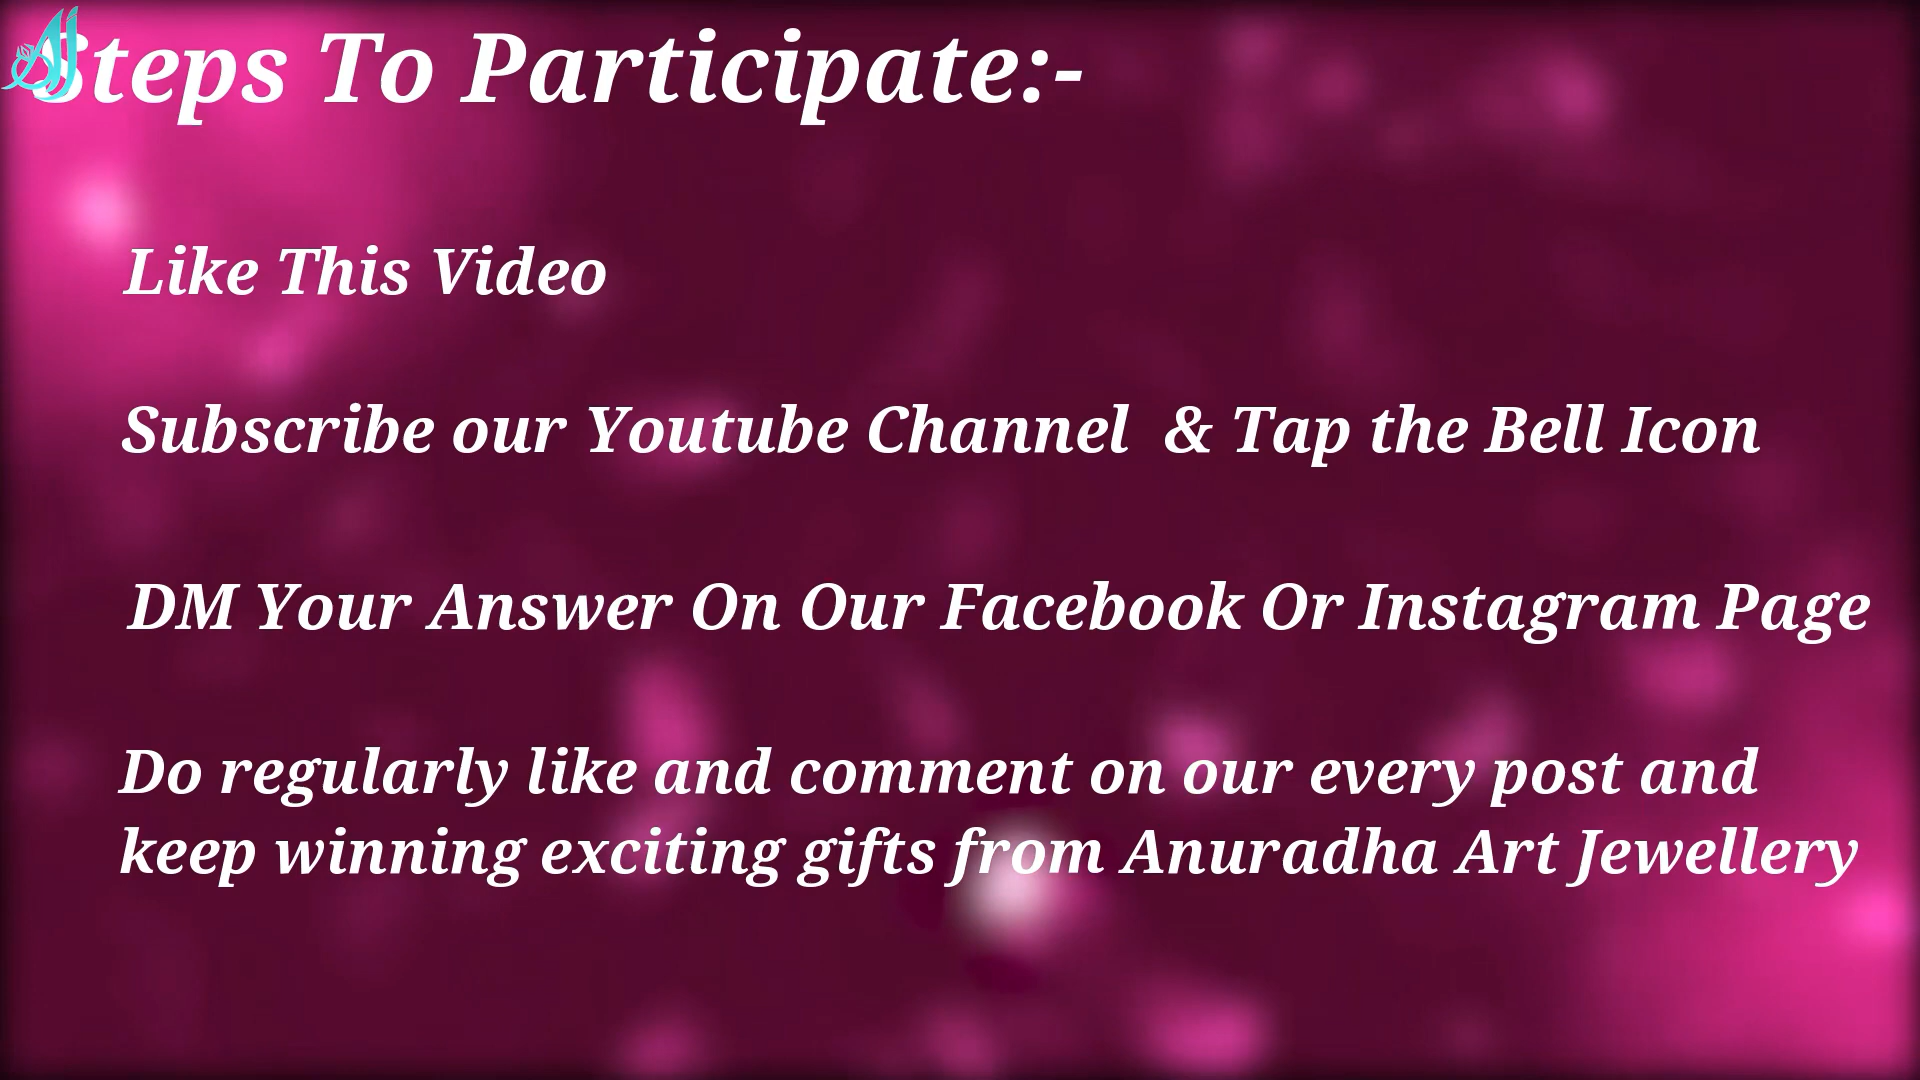 Steps To Participate:-
Like This Video
Subscribe our Youtube Channel & Tap the Bell Icon
DM Your Answer On Our Facebook Or Instagram Page
Do regularly like and comment on our every post and
keep winning exciting gifts from Anuradha Art Jewellery